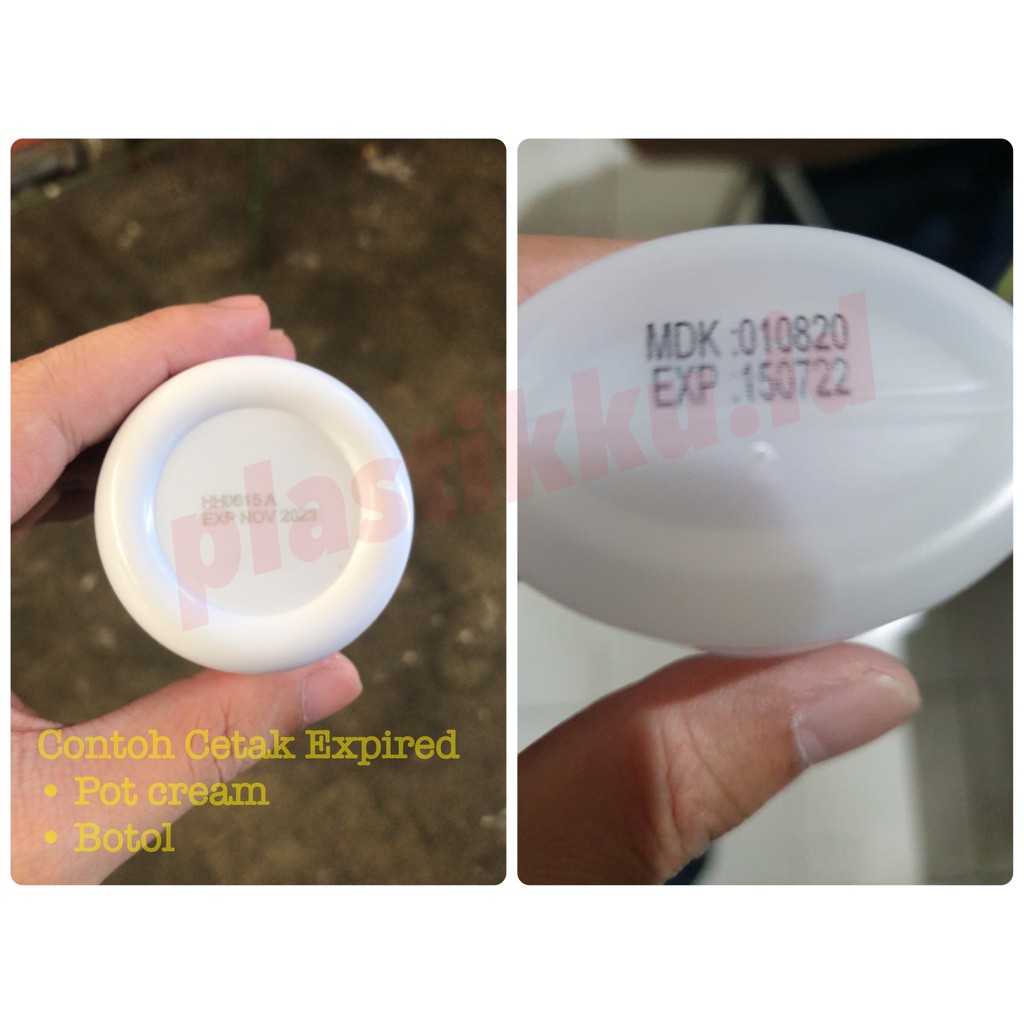 HH0615 A
EXP NOV 2023
Contoh Cetak Expired
• Pot cream
• Botol
MDK :010820
EXP :150722
plastikku.id